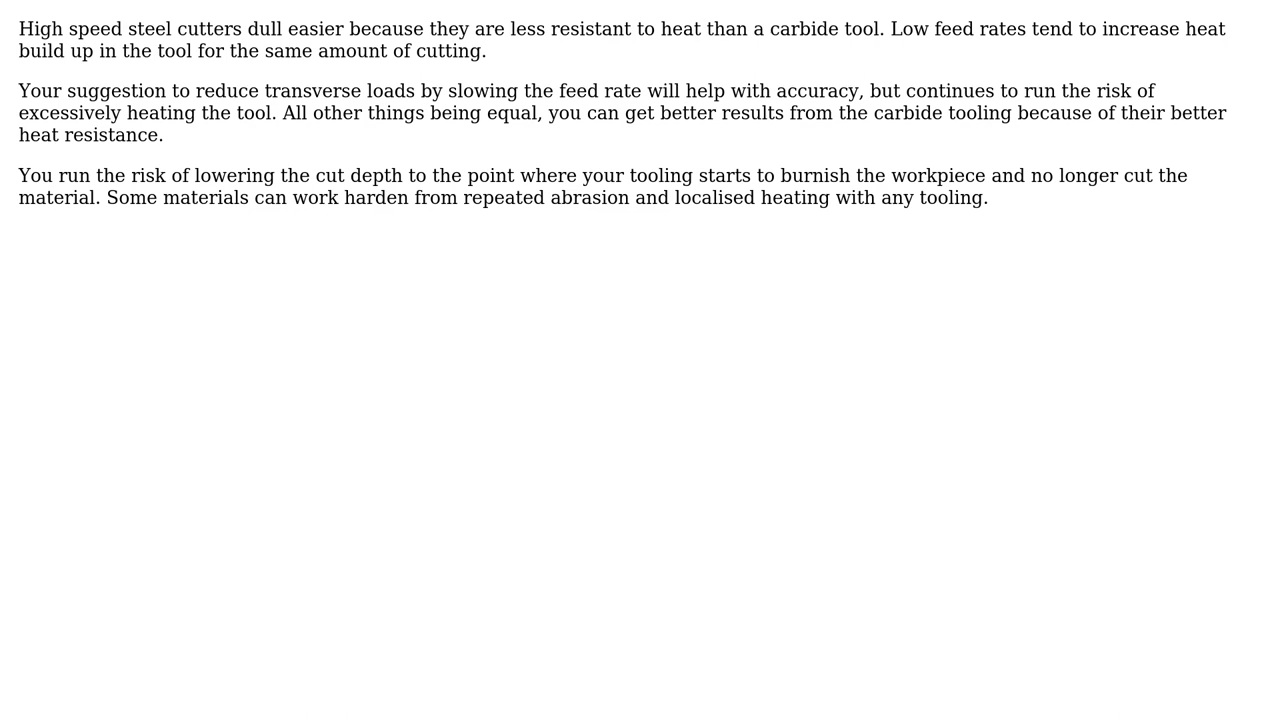 High speed steel cutters dull easier because they are less resistant to heat than a carbide tool. Low feed rates tend to increase heat
build up in the tool for the same amount of cutting.
Your suggestion to reduce transverse loads by slowing the feed rate will help with accuracy, but continues to run the risk of
excessively heating the tool. All other things being equal, you can get better results from the carbide tooling because of their better
heat resistance.
You run the risk of lowering the cut depth to the point where your tooling starts to burnish the workpiece and no longer cut the
material. Some materials can work harden from repeated abrasion and localised heating with any tooling.